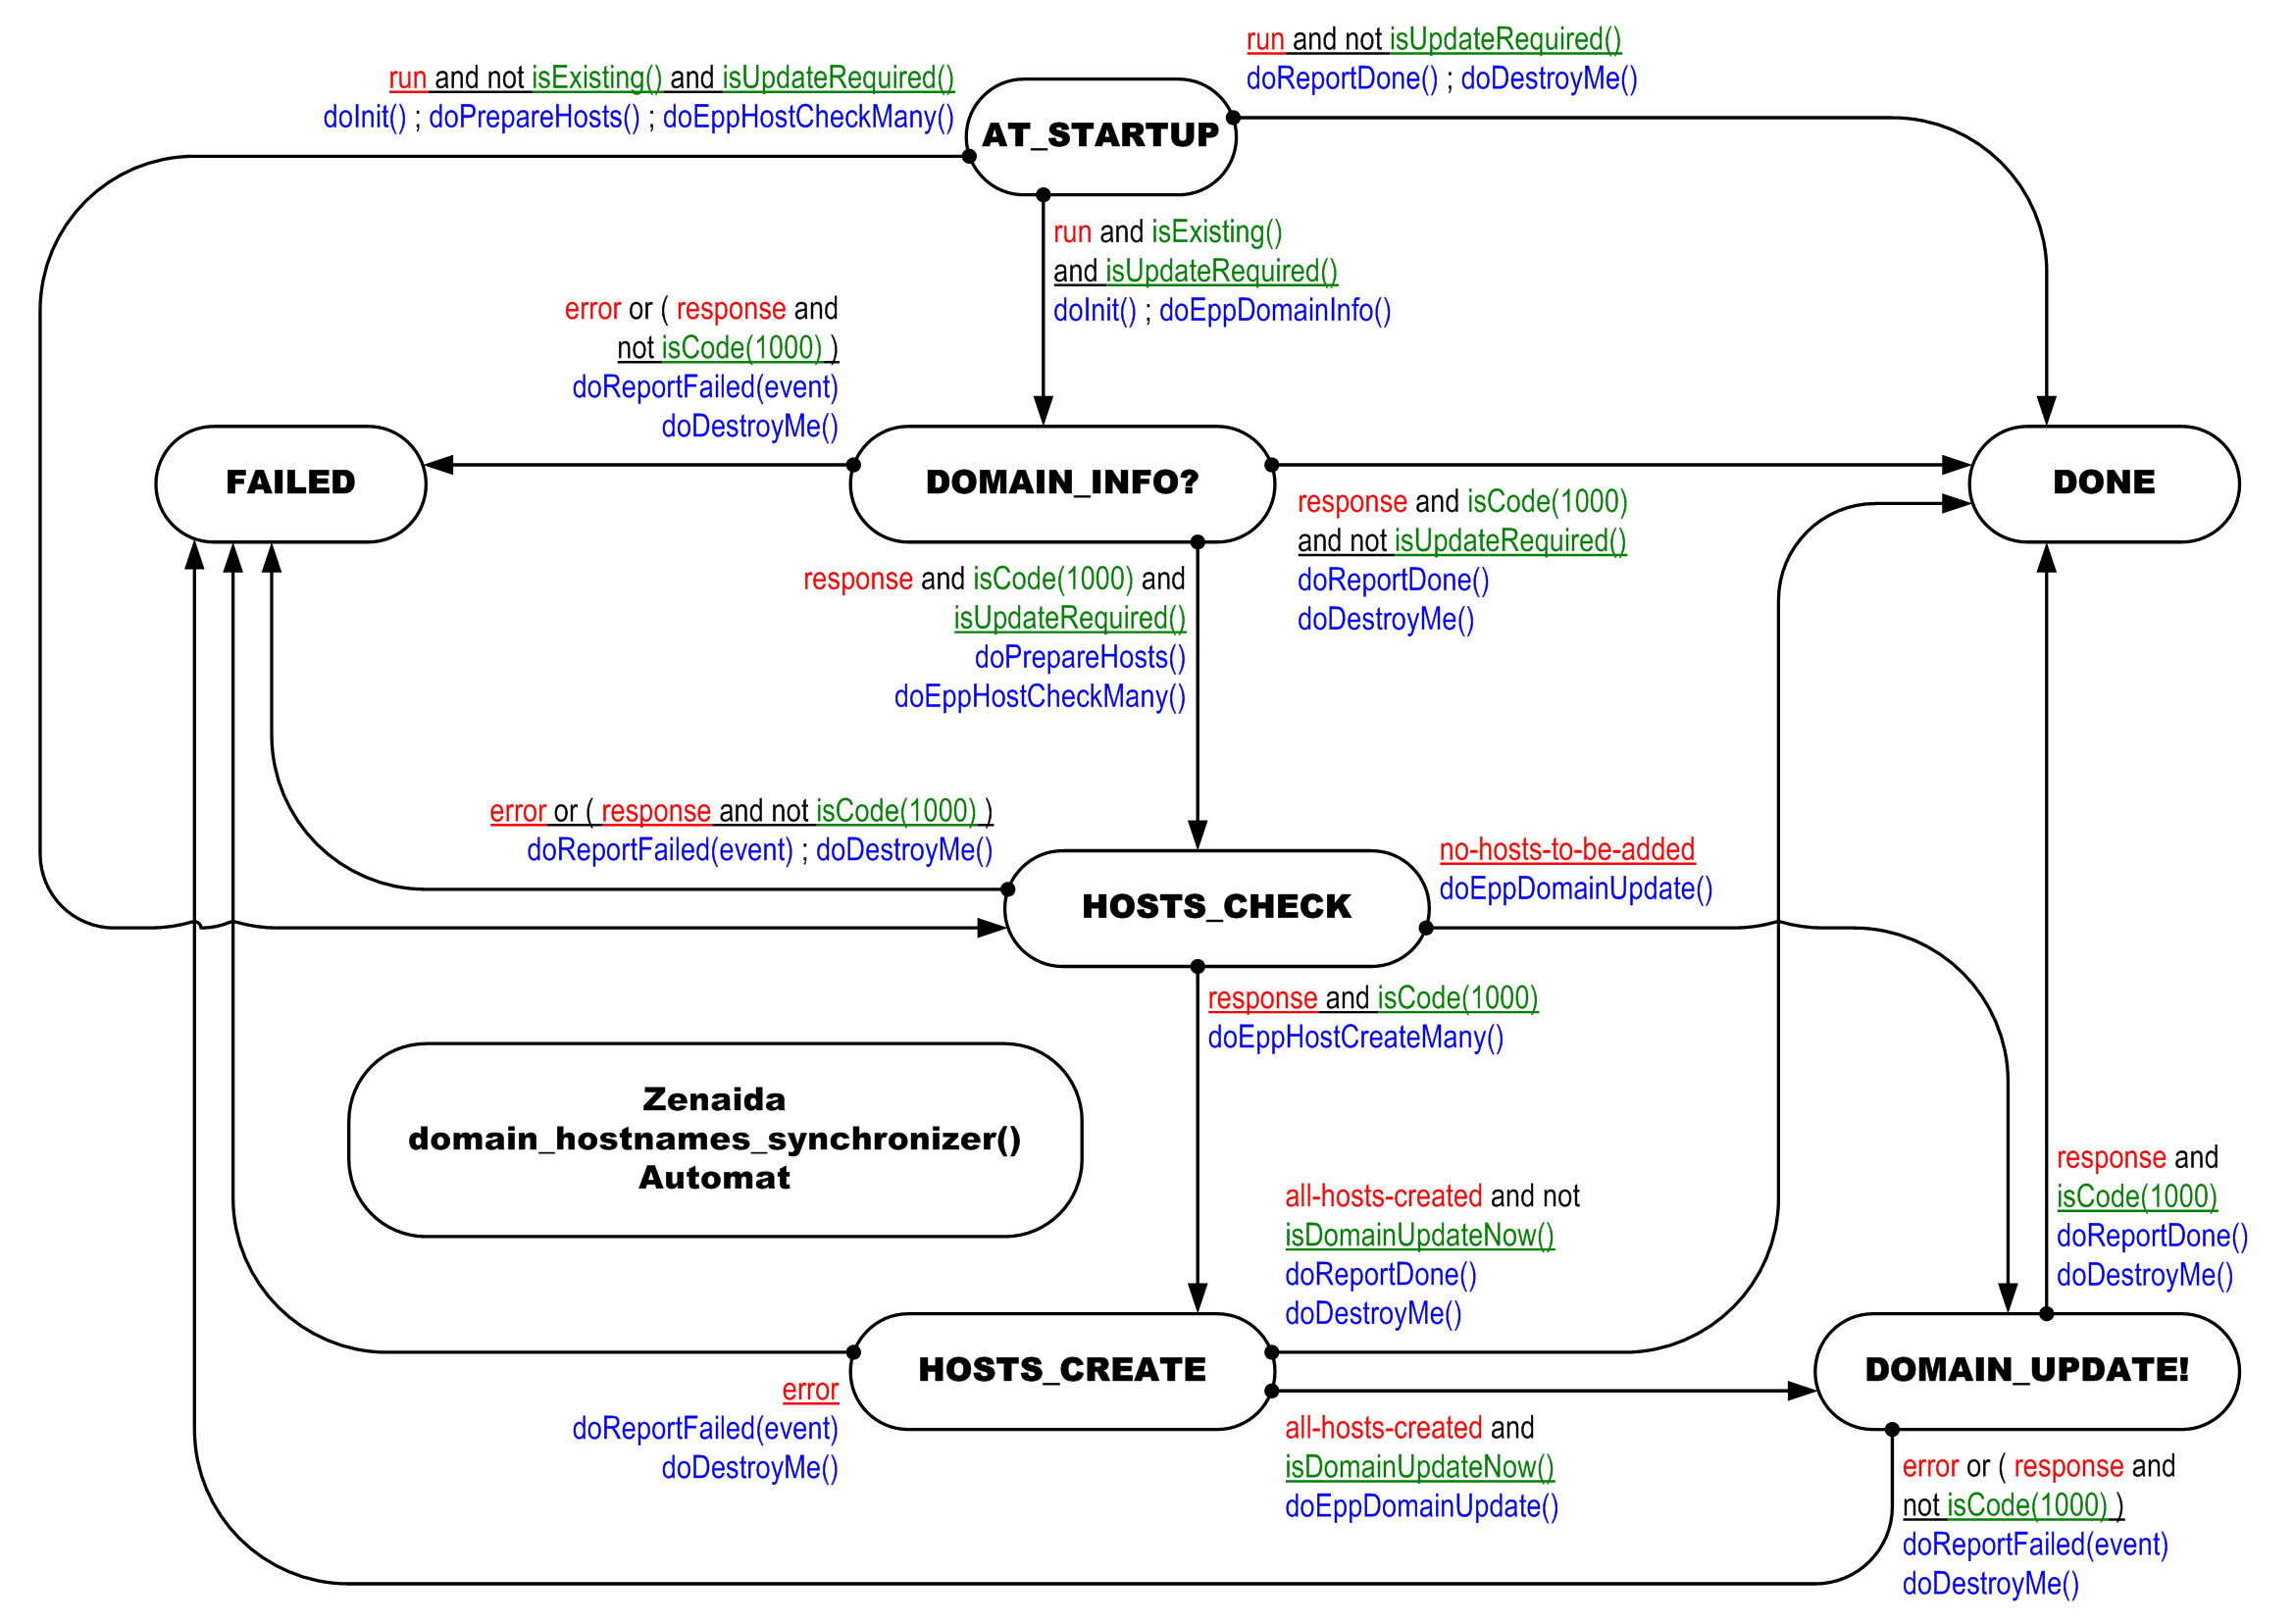 run and not isUpdateRequired()
doReportDone() ; doDestroyMe()
run and not isExisting() and isUpdateRequired()
doInit() ; doPrepareHosts() ; doEppHostCheckMany()
AT_STARTUP
run and isExisting()
and isUpdateRequired()
doInit() ; doEppDomainInfo()
error or ( response and
not isCode(1000) )
doReportFailed(event)
doDestroyMe()
FAILED
DOMAIN_INFO?
DONE
response and isCode(1000)
and not isUpdateRequired()
doReportDone()
doDestroyMe()
response and isCode(1000) and
isUpdateRequired()
doPrepareHosts()
doEppHostCheckMany()
error or ( response and not isCode(1000) )
doReportFailed(event) ; doDestroyMe()
no-hosts-to-be-added
doEppDomainUpdate()
HOSTS_CHECK
response and isCode(1000)
doEppHostCreateMany()
Zenaida
domain_hostnames_synchronizer()
Automat
all-hosts-created and not
isDomainUpdateNow()
doReportDone()
doDestroyMe()
response and
isCode(1000)
doReportDone()
doDestroyMe()
HOSTS_CREATE
DOMAIN_UPDATE!
error
doReportFailed(event)
doDestroyMe()
all-hosts-created and
isDomainUpdateNow()
doEppDomainUpdate()
error or ( response and
not isCode(1000) )
doReportFailed(event)
doDestroyMe()